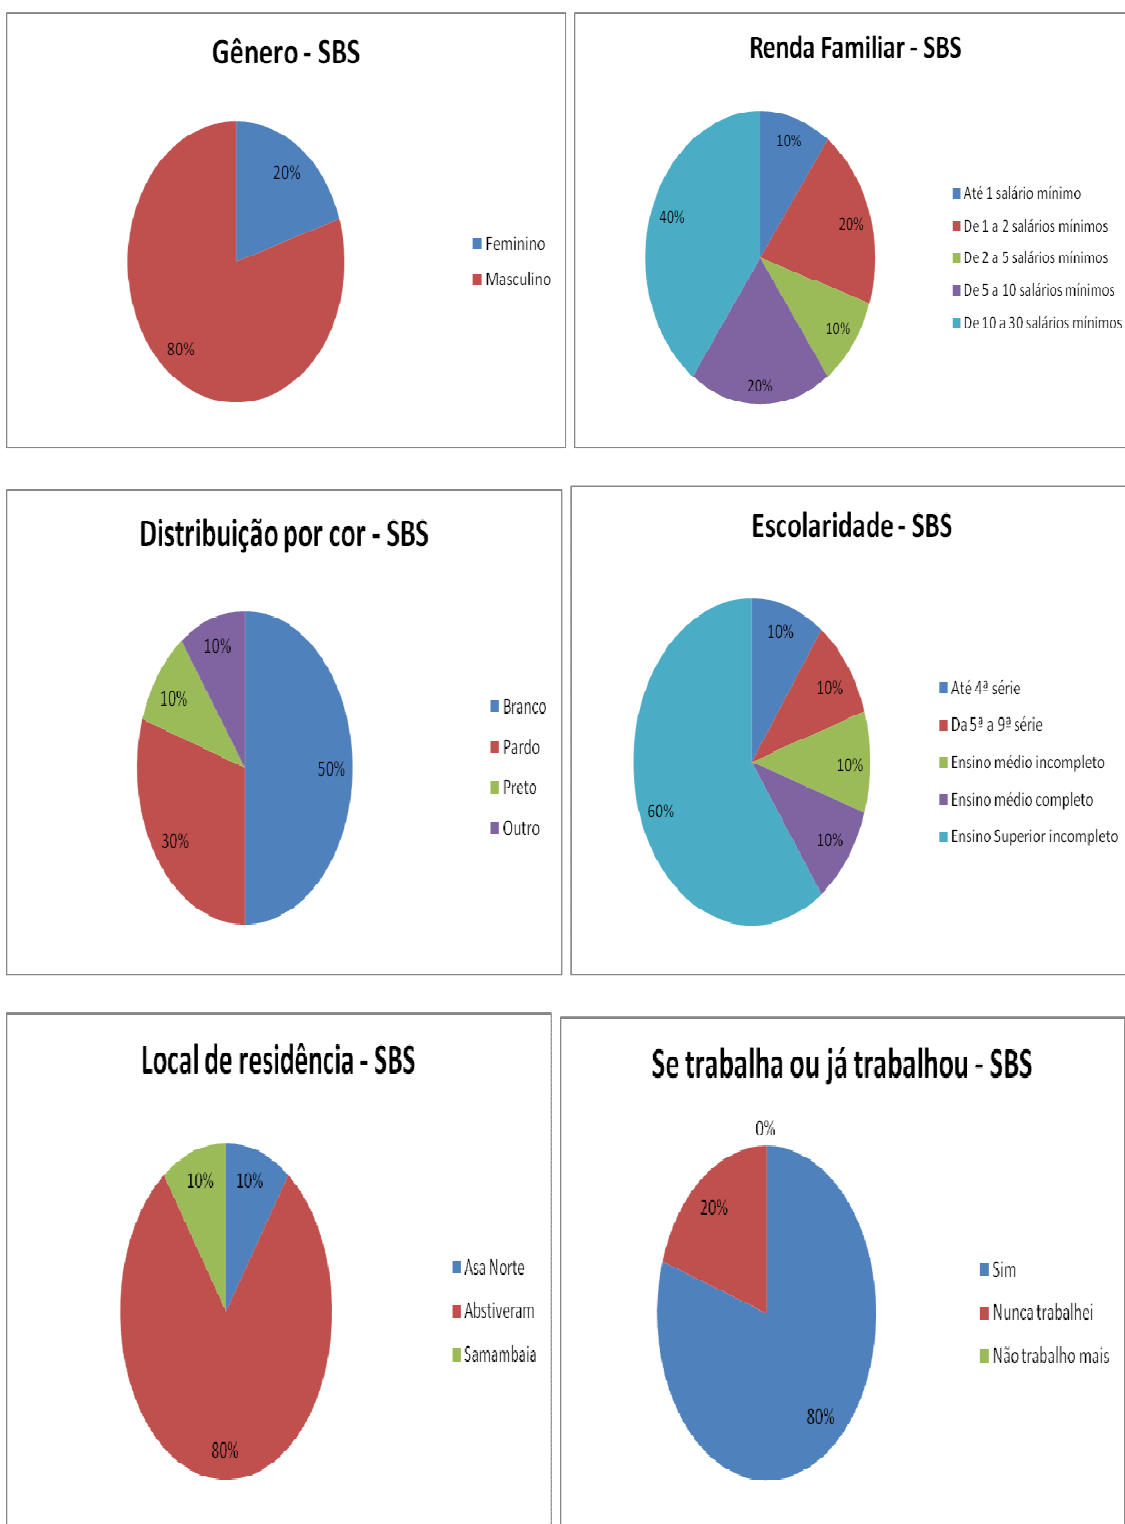 Gênero - SBS
20%
80%
Feminino
Masculino
Renda Familiar - SBS
10%
20%
10%
20%
40%
Até 1 salário mínimo
De 1 a 2 salários mínimos
De 2 a 5 salários mínimos
De 5 a 10 salários mínimos
De 10 a 30 salários mínimos
Distribuição por cor - SBS
10%
10%
50%
30%
Branco
Pardo
Preto
Outro
Escolaridade - SBS
10%
10%
10%
10%
60%
Até 4ª série
Da 5ª a 9ª série
Ensino médio incompleto
Ensino médio completo
Ensino Superior incompleto
Local de residência - SBS
10%
10%
80%
Asa Norte
Abstiveram
Samambaia
Se trabalha ou já trabalhou - SBS
0%
20%
80%
Sim
Nunca trabalhei
Não trabalho mais